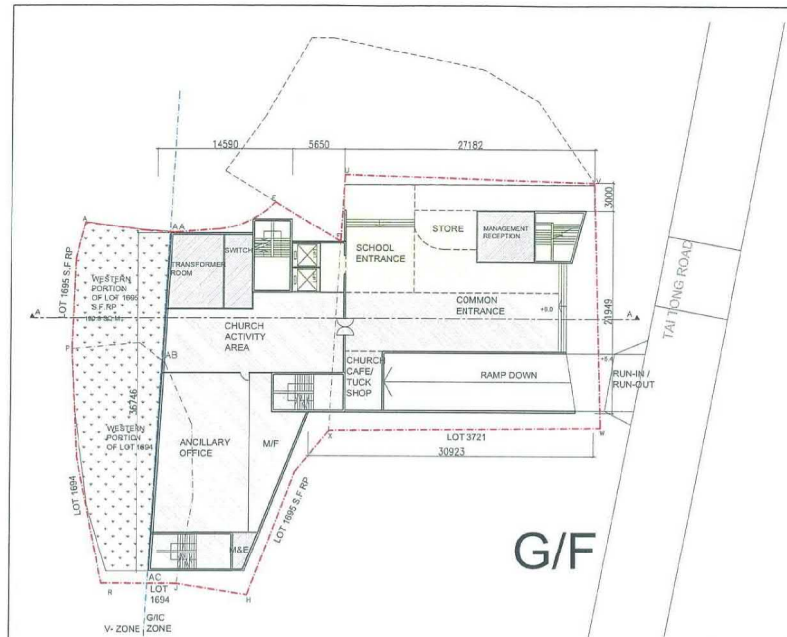 14590
5650
27182
U
V
3000
A
AA
SWITCH
STORE
MANAGEMENT
RECEPTION
SCHOOL
ENTRANCE
TRANSFORMER
ROOM
LOT 1695 S.F RP
WESTERN
PORTION
OF LOT 1695
S.F RP
COMMON
ENTRANCE
21949
TAI TONG ROAD
A
A
+9.0
CHURCH
ACTIVITY
AREA
P
AB
CHURCH
CAFE/
TUCK
SHOP
RAMP DOWN
RUN-IN /
RUN-OUT
36746
WESTERN
PORTION
OF LOT 1694
ANCILLARY
OFFICE
M/F
X
LOT 3721
W
30923
LOT 1694
LOT 1695 S.F RP
G/F
M&E
AC
R
LOT
1694
H
G/IC
V- ZONE
ZONE